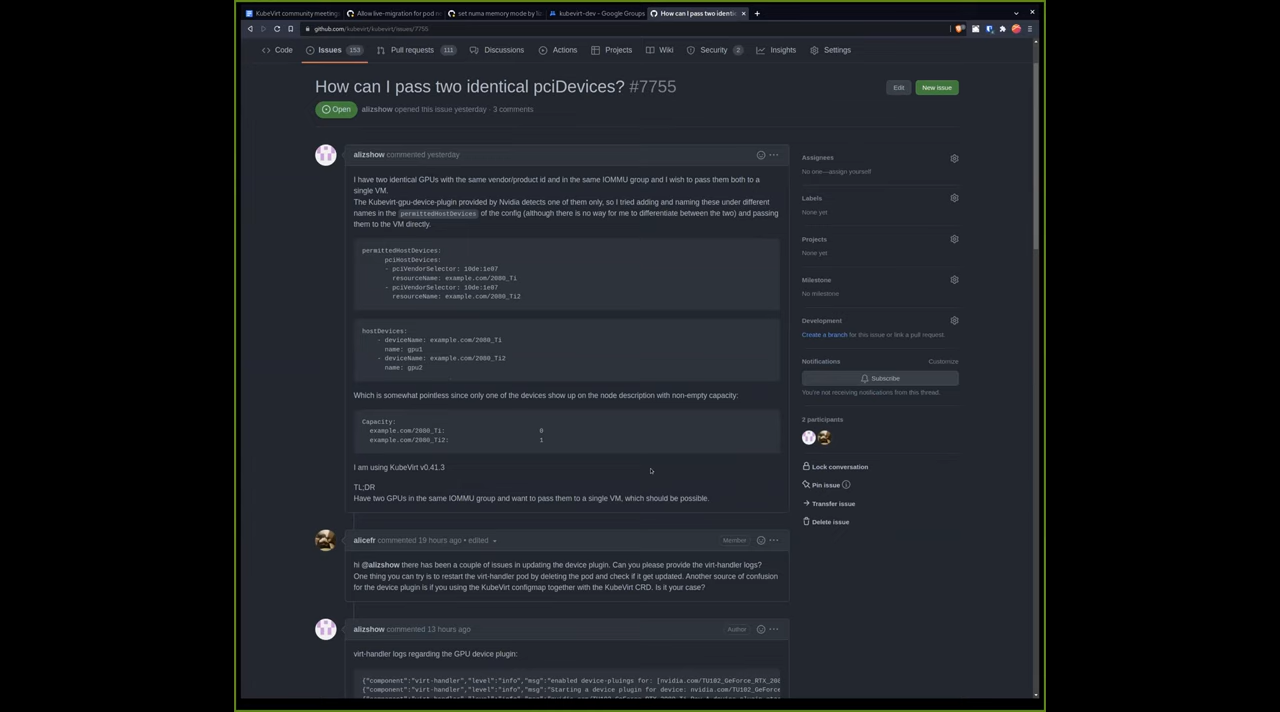 KubeVirt community meeting
Allow live-migration for pod n
set numa memory mode by
kubevirt-dev – Google Groups
How can I pass two identi
github.com/kubevirt/kubevirt/issues/7755
Code
Issues 153
Pull requests 111
Discussions
Actions
Projects
Wiki
Security 2
Insights
Settings
How can I pass two identical pciDevices? #7755
Edit
New issue
Open
alizshow opened this issue yesterday · 3 comments
alizshow commented yesterday
I have two identical GPUs with the same vendor/product id and in the same IOMMU group and I wish to pass them both to a
single VM.
The Kubevirt-gpu-device-plugin provided by Nvidia detects one of them only, so I tried adding and naming these under different
names in the permittedHostDevices of the config (although there is no way for me to differentiate between the two) and passing
them to the VM directly.
permittedHostDevices:
pciHostDevices:
- pciVendorSelector: 10de:1e07
resourceName: example.com/2080_Ti
- pciVendorSelector: 10de:1e07
resourceName: example.com/2080_Ti2
hostDevices:
- deviceName: example.com/2080_Ti
name: gpu1
- deviceName: example.com/2080_Ti2
name: gpu2
Which is somewhat pointless since only one of the devices show up on the node description with non-empty capacity:
Capacity:
example.com/2080_Ti: 0
example.com/2080_Ti2: 1
I am using KubeVirt v0.41.3
TL;DR
Have two GPUs in the same IOMMU group and want to pass them to a single VM, which should be possible.
alicefr commented 19 hours ago • edited
Member
hi @alizshow there has been a couple of issues in updating the device plugin. Can you please provide the virt-handler logs?
One thing you can try is to restart the virt-handler pod by deleting the pod and check if it get updated. Another source of confusion
for the device plugin is if you using the KubeVirt configmap together with the KubeVirt CRD. Is it your case?
alizshow commented 13 hours ago
Author
virt-handler logs regarding the GPU device plugin:
{"component":"virt-handler","level":"info","msg":"enabled device-pluings for: [nvidia.com/TU102_GeForce_RTX_208
{"component":"virt-handler","level":"info","msg":"Starting a device plugin for device: nvidia.com/TU102_GeForce
Assignees
No one—assign yourself
Labels
None yet
Projects
None yet
Milestone
No milestone
Development
Create a branch for this issue or link a pull request.
Notifications
Customize
Subscribe
You're not receiving notifications from this thread.
2 participants
Lock conversation
Pin issue
Transfer issue
Delete issue